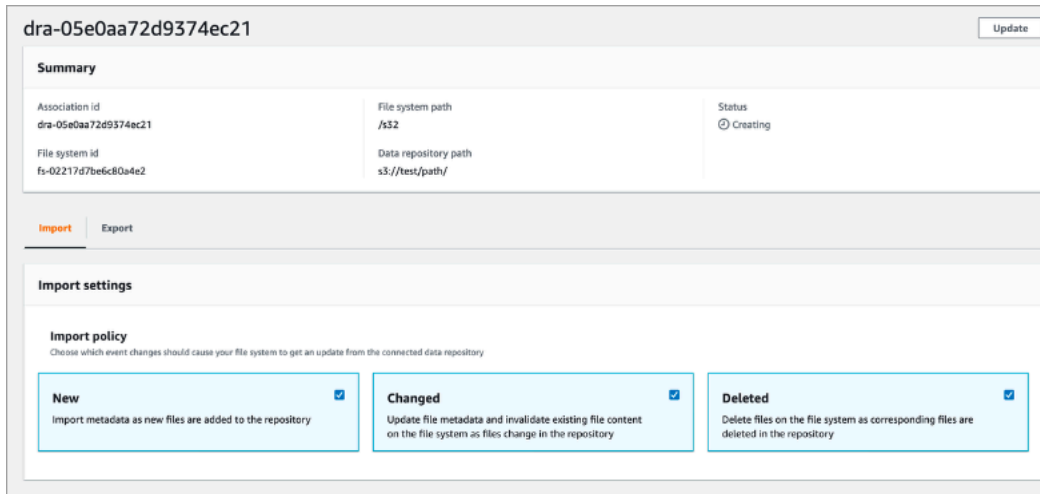 dra-05e0aa72d9374ec21
Update
Summary
Association id
dra-05e0aa72d9374ec21
File system id
fs-02217d7be6c80a4e2
File system path
/s32
Data repository path
s3://test/path/
Status
Creating
Import
Export
Import settings
Import policy
Choose which event changes should cause your file system to get an update from the connected data repository
New
Import metadata as new files are added to the repository
Changed
Update file metadata and invalidate existing file content
on the file system as files change in the repository
Deleted
Delete files on the file system as corresponding files are
deleted in the repository